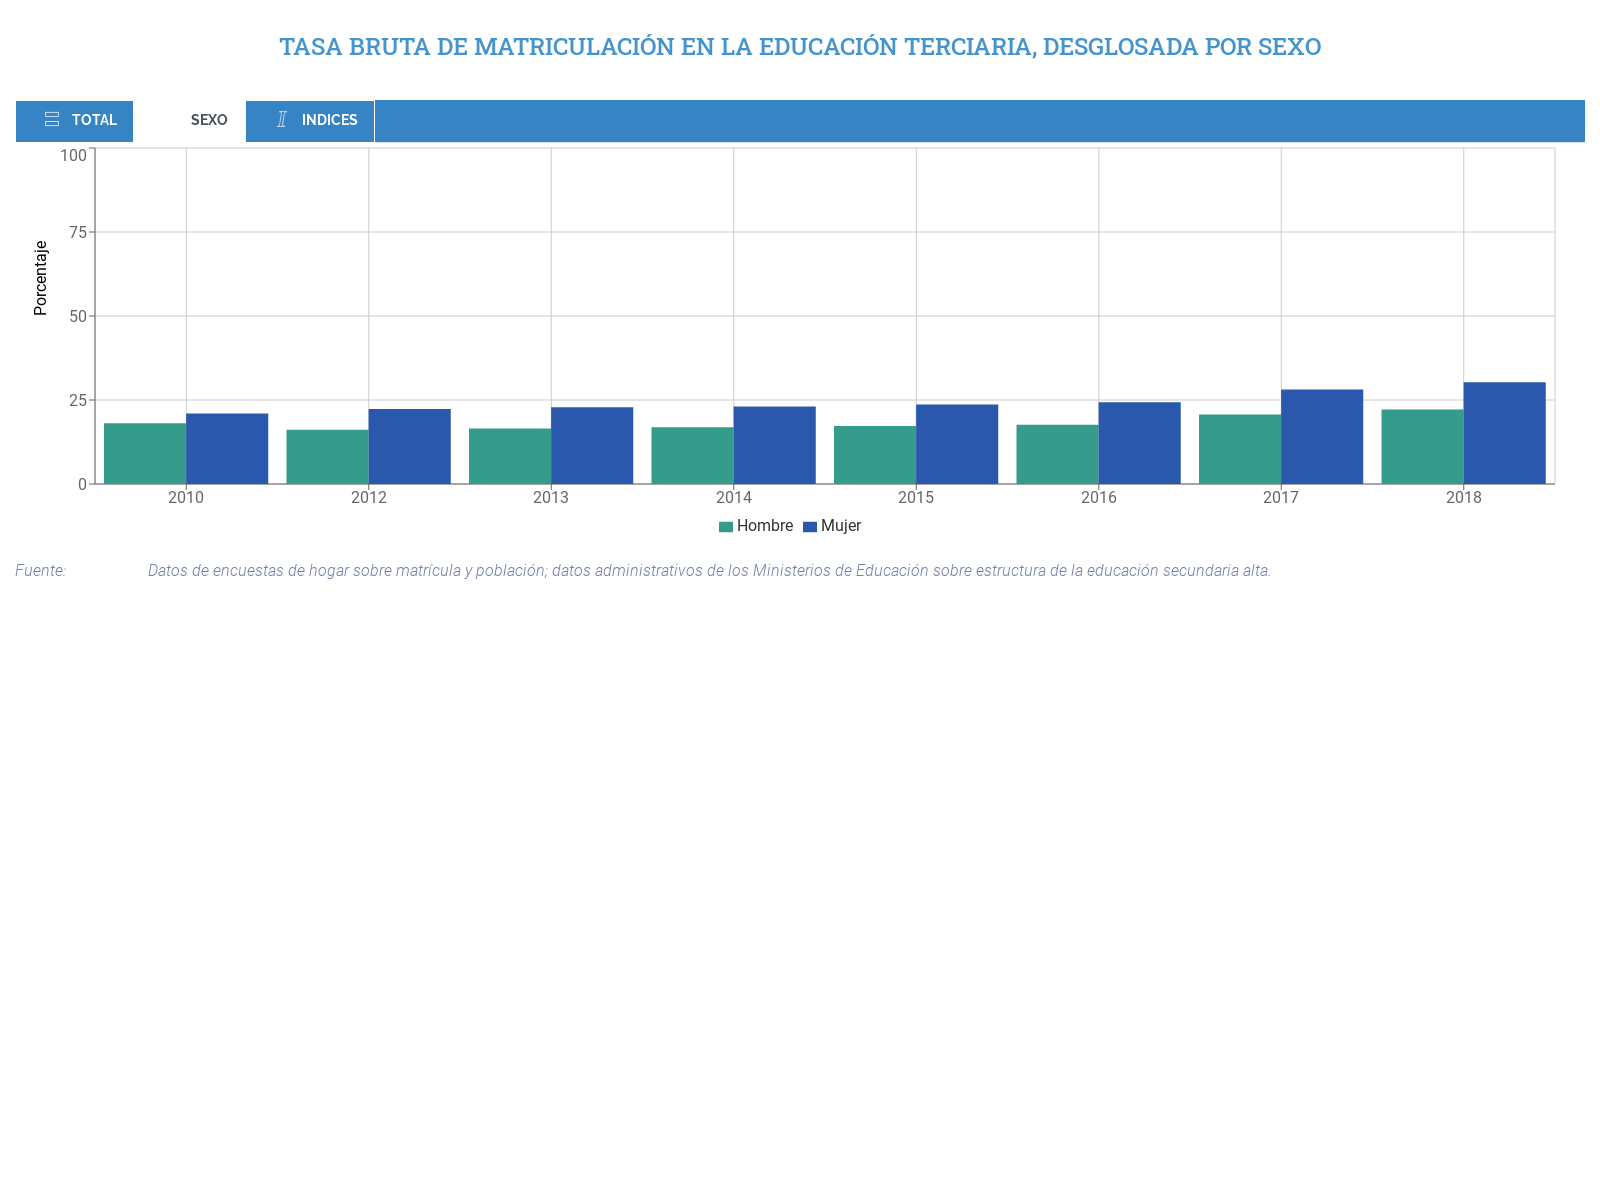 TASA BRUTA DE MATRICULACIÓN EN LA EDUCACIÓN TERCIARIA, DESGLOSADA POR SEXO
TOTAL SEXO INDICES
100
75
50
25
0
Porcentaje
2010 2012 2013 2014 2015 2016 2017 2018
Hombre Mujer
Fuente: Datos de encuestas de hogar sobre matrícula y población; datos administrativos de los Ministerios de Educación sobre estructura de la educación secundaria alta.